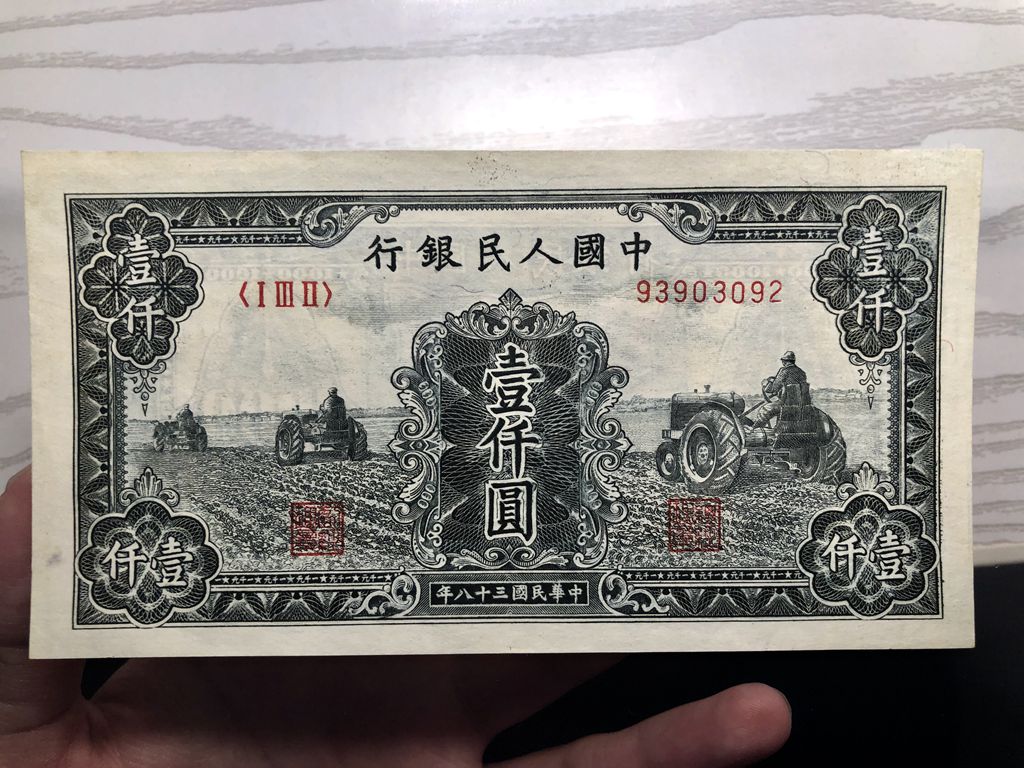 中國人民銀行
壹仟
壹仟
〈I III II〉
93903092
壹仟圓
壹仟
壹仟
中華民國三十八年